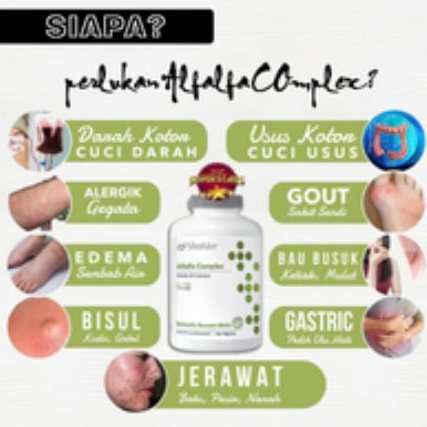 SIAPA?
perlukan Alfalfa COmplex?
Darah Kotor
CUCI DARAH
Usus Kotor
CUCI USUS
ALERGIK
Gegata
GOUT
Sakit Sendi
EDEMA
Sembab Air
BAU BUSUK
Ketiak, Mulut
BISUL
Kudis, Gatal
GASTRIC
Pedih Ulu Hati
JERAWAT
Batu, Pasir, Nanah
Shaklee
Alfalfa Complex